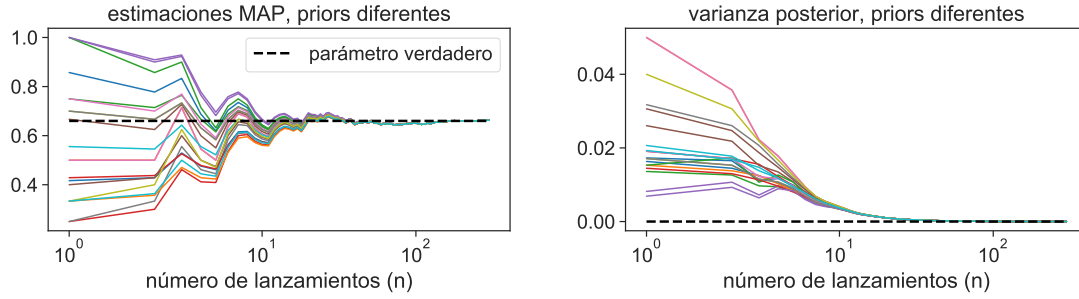 estimaciones MAP, priors diferentes
1.0
0.8
0.6
0.4
parámetro verdadero
10^0
10^1
10^2
número de lanzamientos (n)
varianza posterior, priors diferentes
0.04
0.02
0.00
10^0
10^1
10^2
número de lanzamientos (n)